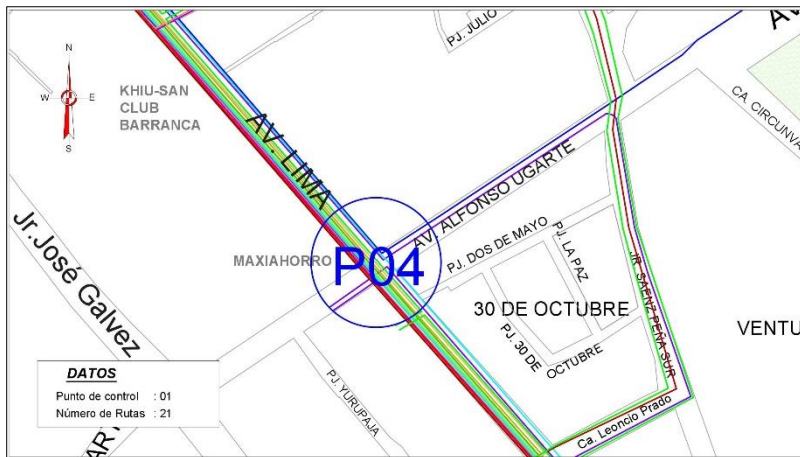 PJ. JULIO
AV
N
W E
S
KHIU-SAN
CLUB
BARRANCA
CA. CIRCUNVA
AV. LIMA
AV. ALFONSO UGARTE
PJ. DOS DE MAYO
PJ. LA PAZ
Jr. José Galvez
MAXIAHORRO
P04
JR. SAENZ PEÑA SUR
30 DE OCTUBRE
PJ. 30 DE
OCTUBRE
VENTU
DATOS
Punto de control : 01
Número de Rutas : 21
PJ. YURUPAJA
Ca. Leoncio Prado
ART